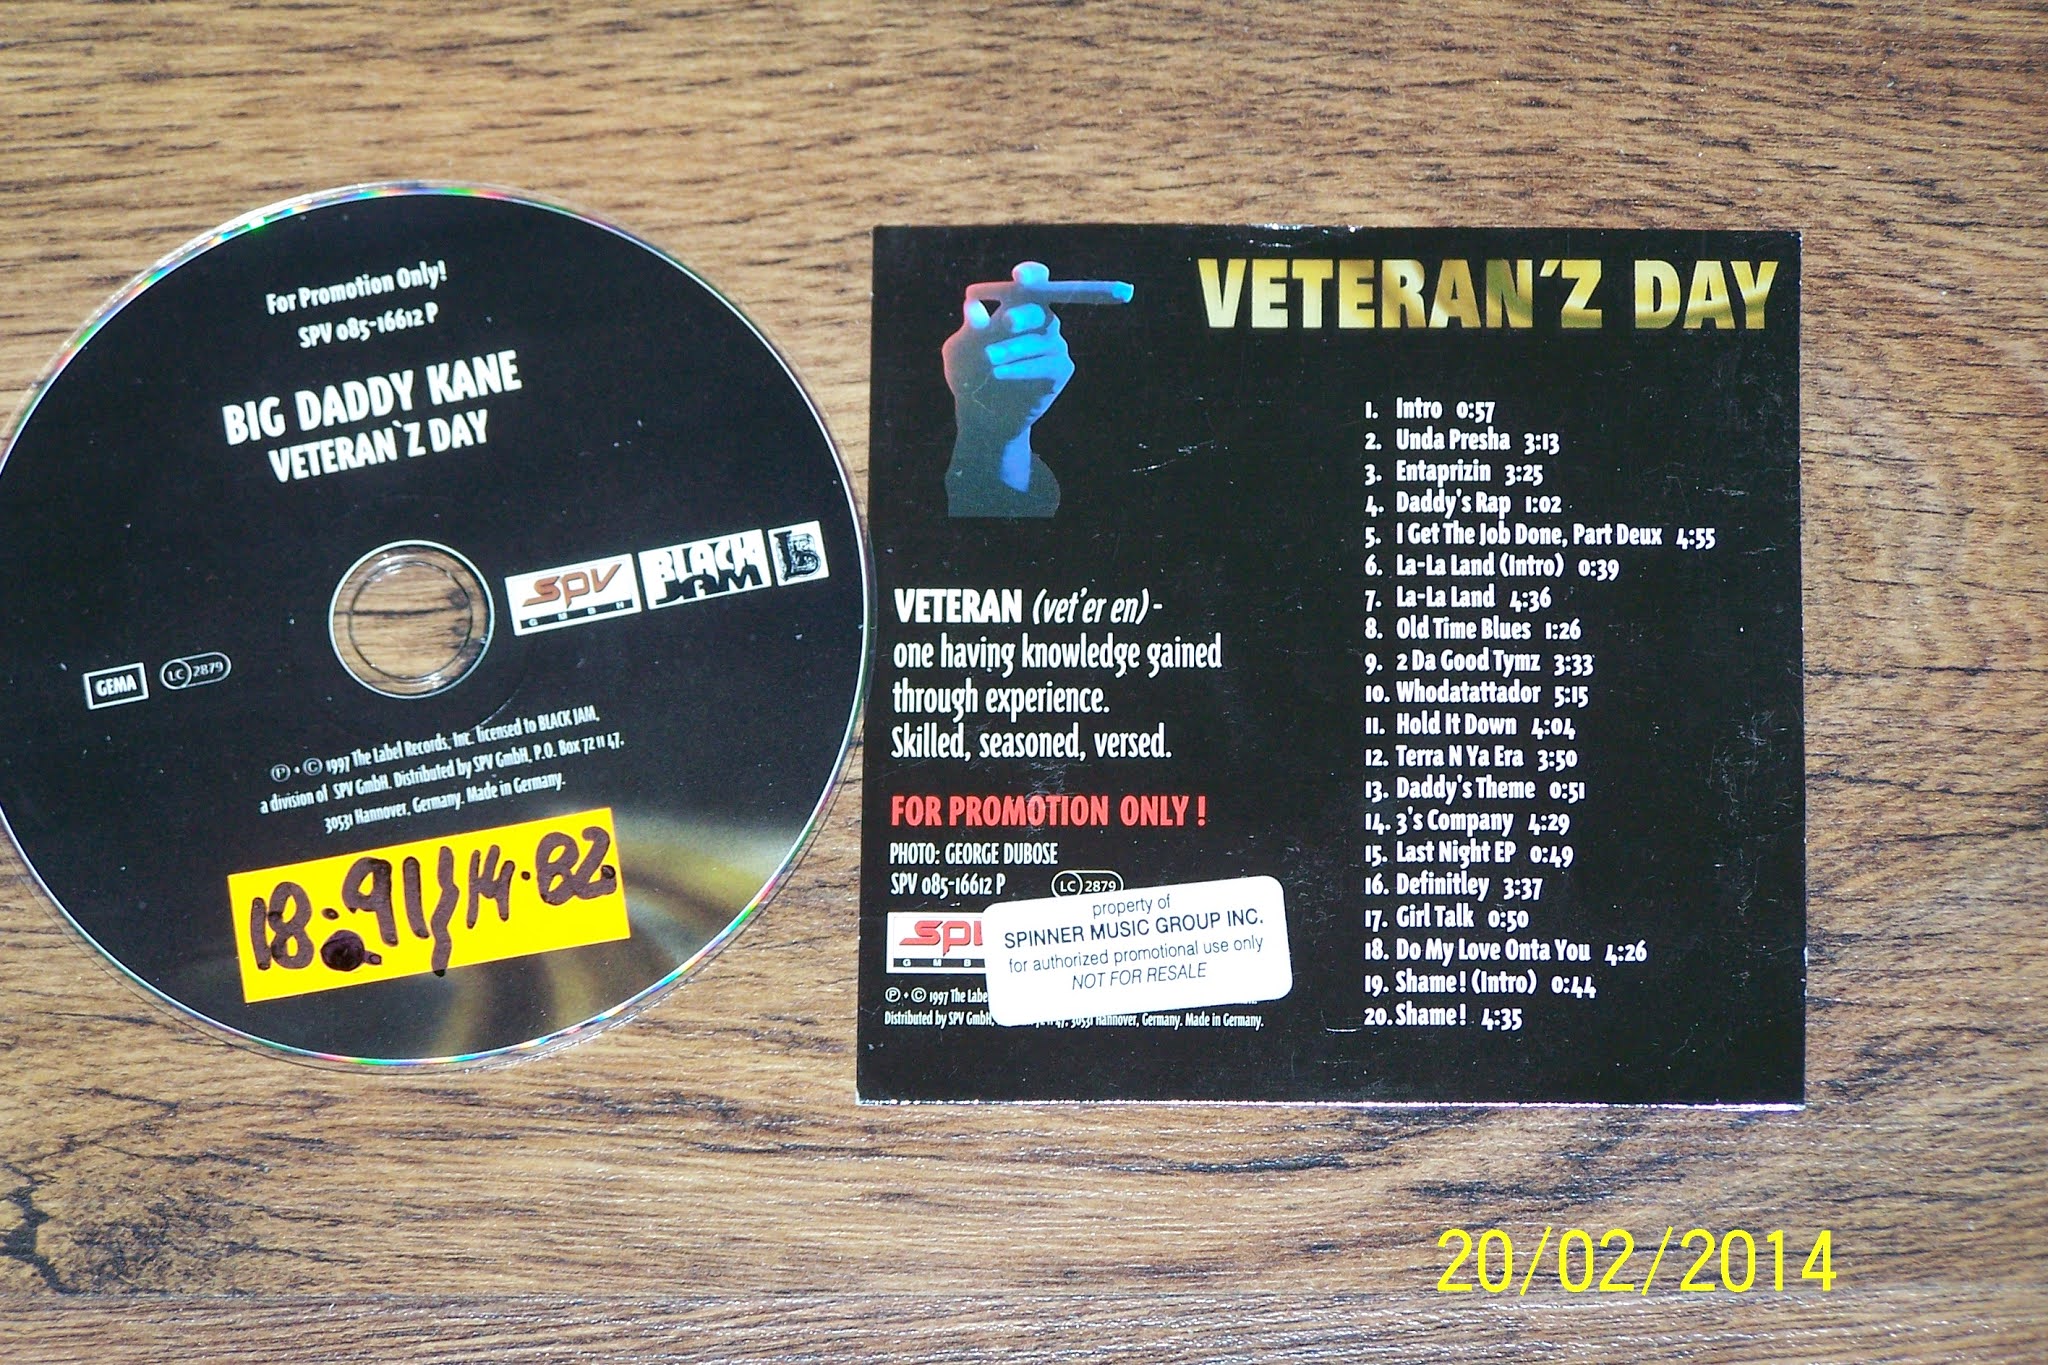 For Promotion Only!
SPV 085-16612 P
BIG DADDY KANE
VETERAN`Z DAY
SPV
GMBH
BLACK
JAM
GEMA
LC 2879
℗ + © 1997 The Label Records, Inc. licensed to BLACK JAM,
a division of SPV GmbH. Distributed by SPV GmbH, P.O. Box 72 11 47.
30531 Hannover, Germany. Made in Germany.
18.91 14.82
VETERAN´Z DAY
1. Intro 0:57
2. Unda Presha 3:13
3. Entaprizin 3:25
4. Daddy's Rap 1:02
5. I Get The Job Done, Part Deux 4:55
6. La-La Land (Intro) 0:39
7. La-La Land 4:36
8. Old Time Blues 1:26
9. 2 Da Good Tymz 3:33
10. Whodatattador 5:15
11. Hold It Down 4:04
12. Terra N Ya Era 3:50
13. Daddy's Theme 0:51
14. 3's Company 4:29
15. Last Night EP 0:49
16. Definitley 3:37
17. Girl Talk 0:50
18. Do My Love Onta You 4:26
19. Shame! (Intro) 0:44
20. Shame! 4:35
VETERAN (vet'er en) -
one having knowledge gained
through experience.
Skilled, seasoned, versed.
FOR PROMOTION ONLY !
PHOTO: GEORGE DUBOSE
SPV 085-16612 P LC 2879
property of
SPINNER MUSIC GROUP INC.
for authorized promotional use only
NOT FOR RESALE
℗ + © 1997 The Label
Distributed by SPV GmbH, 30531 Hannover, Germany. Made in Germany.
20/02/2014